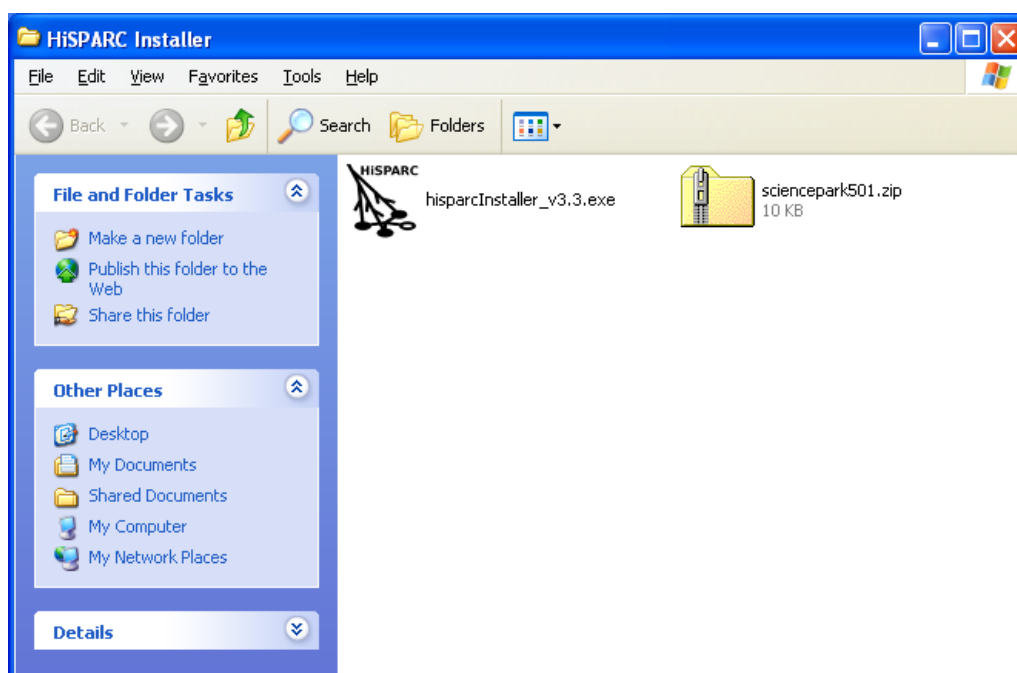 HiSPARC Installer
File Edit View Favorites Tools Help
Back Search Folders
File and Folder Tasks
Make a new folder
Publish this folder to the
Web
Share this folder
Other Places
Desktop
My Documents
Shared Documents
My Computer
My Network Places
Details
HiSPARC
hisparcInstaller_v3.3.exe
sciencepark501.zip
10 KB